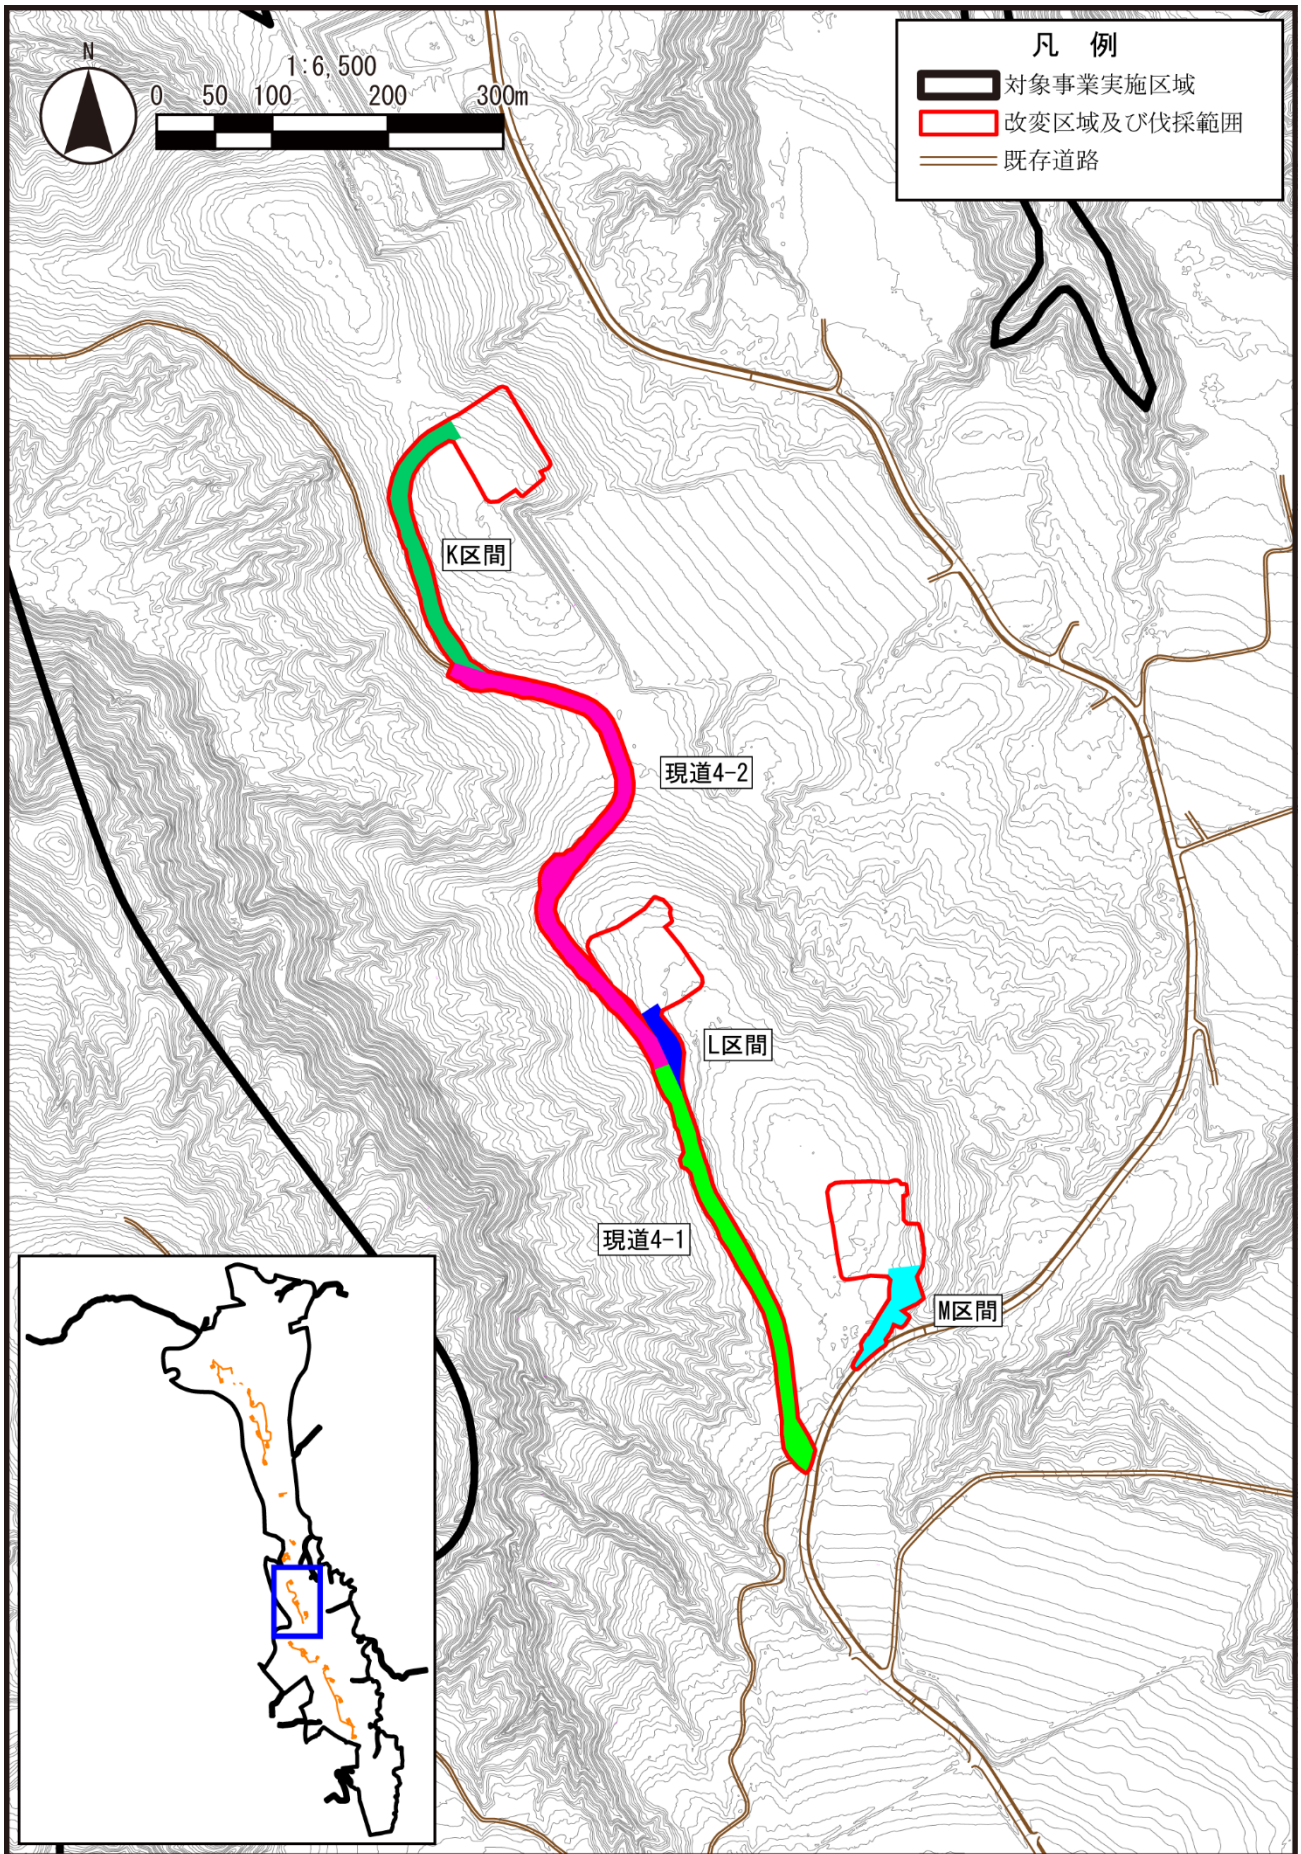 N
1:6,500
0 50 100 200 300m
凡 例
対象事業実施区域
改変区域及び伐採範囲
既存道路
K区間
現道4-2
L区間
現道4-1
M区間